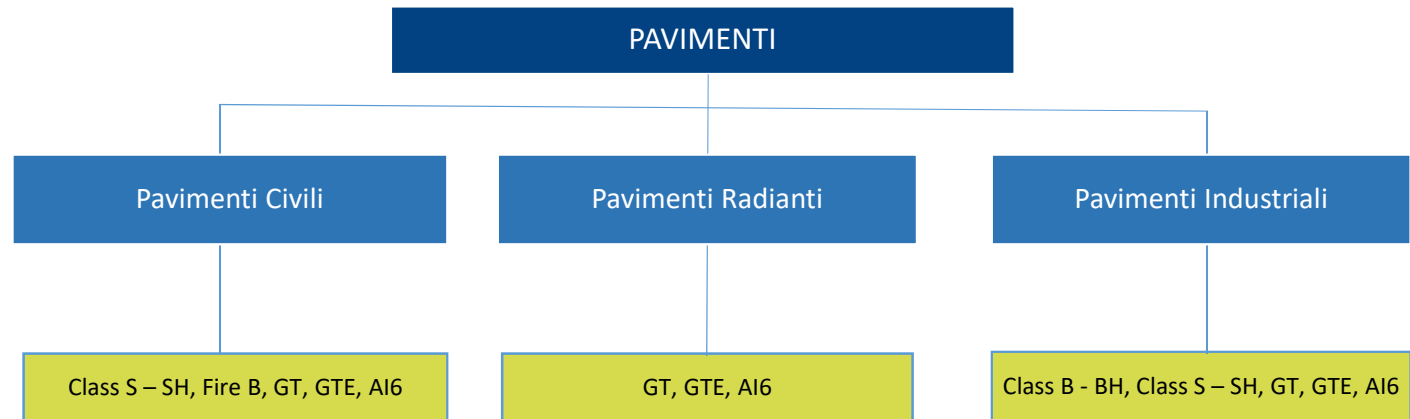 PAVIMENTI
Pavimenti Civili
Pavimenti Radianti
Pavimenti Industriali
Class S – SH, Fire B, GT, GTE, AI6
GT, GTE, AI6
Class B - BH, Class S – SH, GT, GTE, AI6